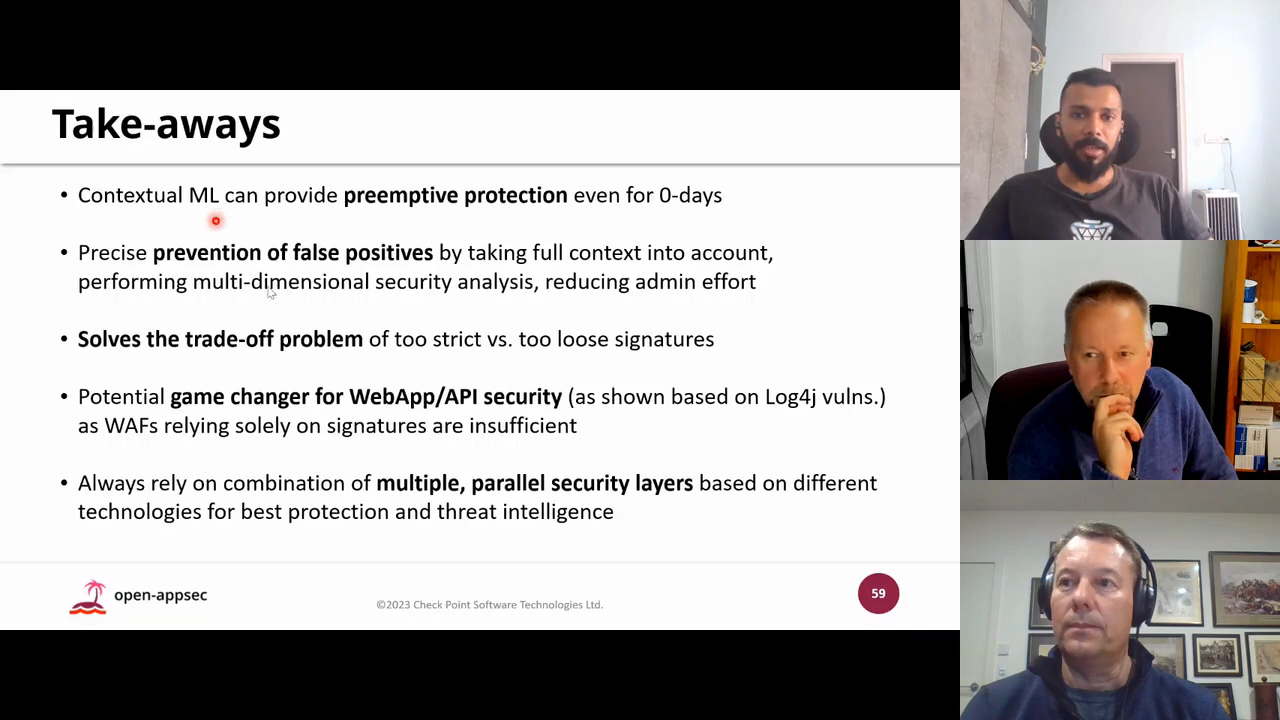 Take-aways
• Contextual ML can provide preemptive protection even for 0-days
• Precise prevention of false positives by taking full context into account,
performing multi-dimensional security analysis, reducing admin effort
• Solves the trade-off problem of too strict vs. too loose signatures
• Potential game changer for WebApp/API security (as shown based on Log4j vulns.)
as WAFs relying solely on signatures are insufficient
• Always rely on combination of multiple, parallel security layers based on different
technologies for best protection and threat intelligence
open-appsec
©2023 Check Point Software Technologies Ltd.
59